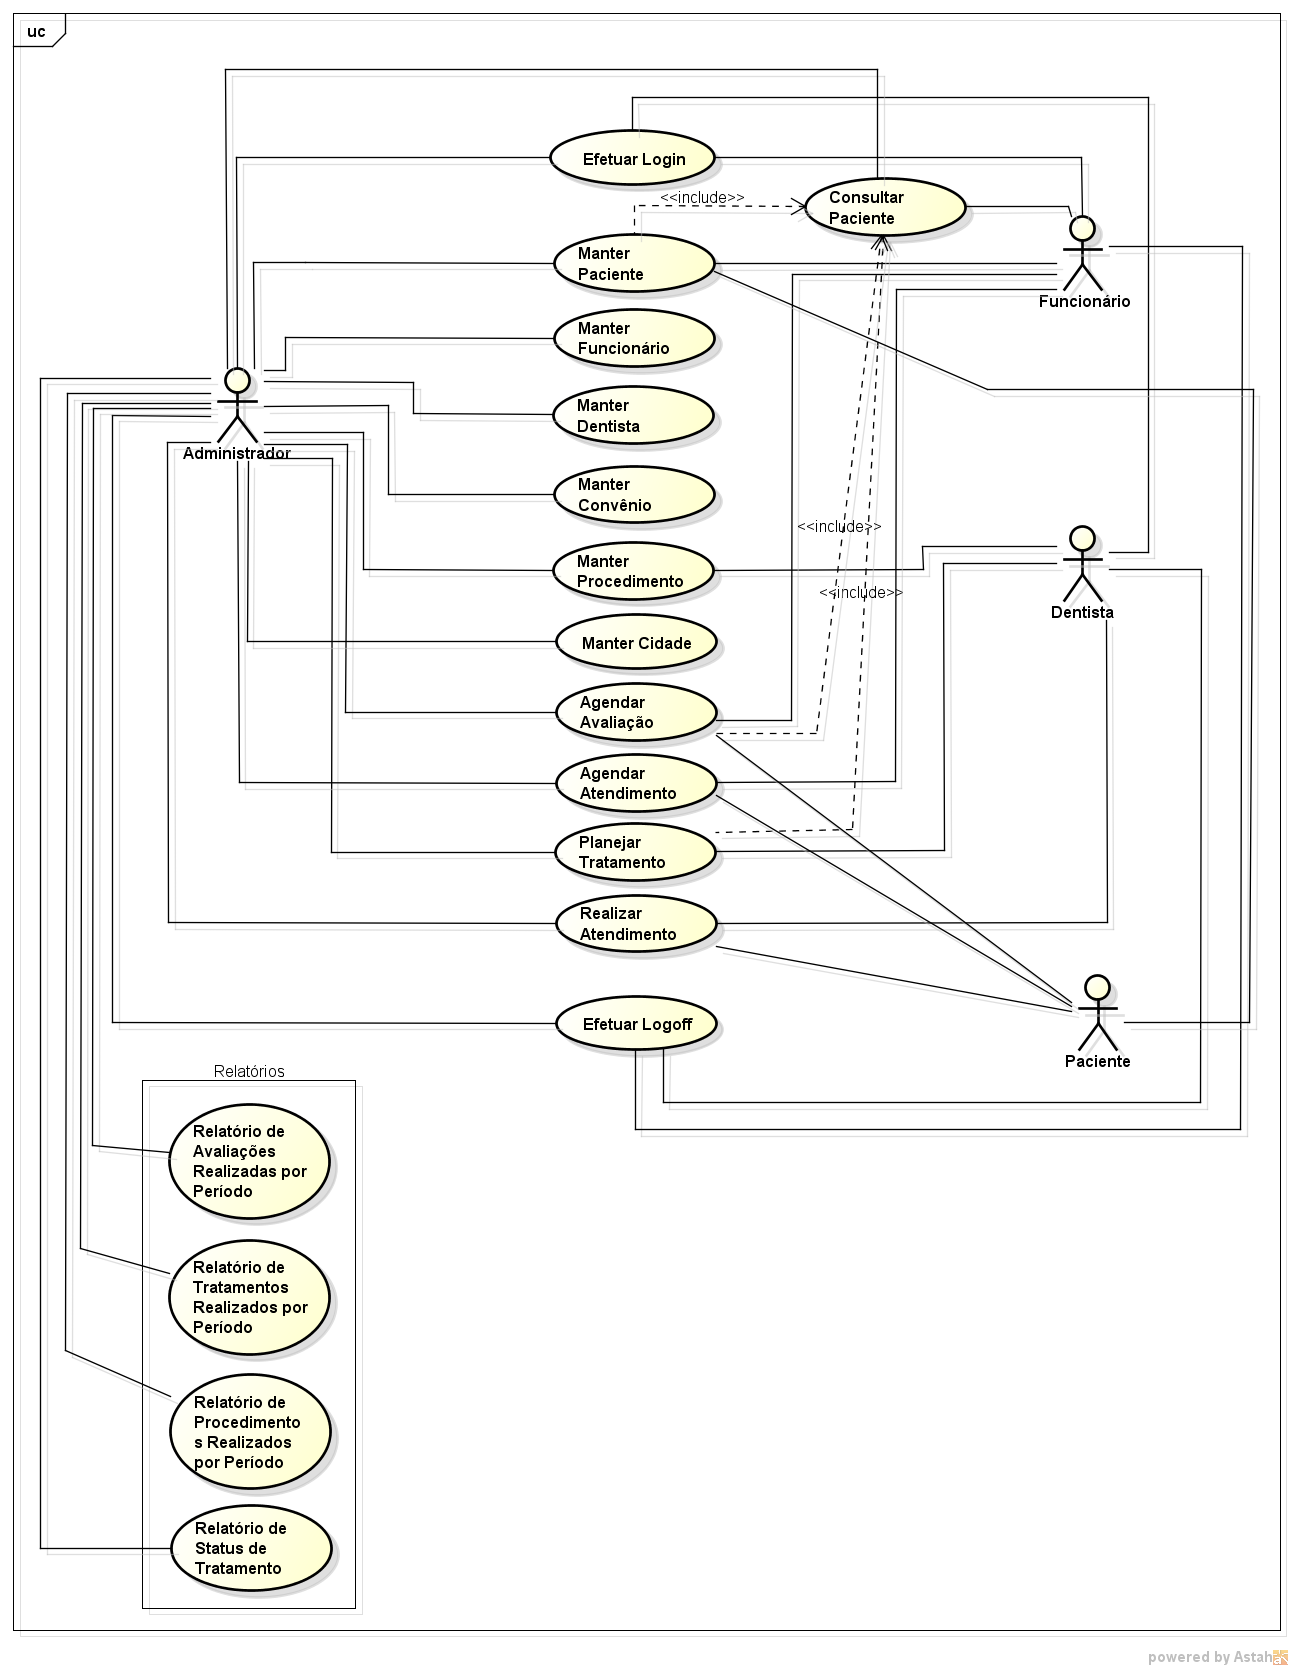 uc
Efetuar Login
<<include>>
Consultar
Paciente
Manter
Paciente
Funcionário
Manter
Funcionário
Manter
Dentista
Administrador
Manter
Convênio
<<include>>
Manter
Procedimento
<<include>>
Dentista
Manter Cidade
Agendar
Avaliação
Agendar
Atendimento
Planejar
Tratamento
Realizar
Atendimento
Efetuar Logoff
Paciente
Relatórios
Relatório de
Avaliações
Realizadas por
Período
Relatório de
Tratamentos
Realizados por
Período
Relatório de
Procedimento
s Realizados
por Período
Relatório de
Status de
Tratamento
powered by Astah